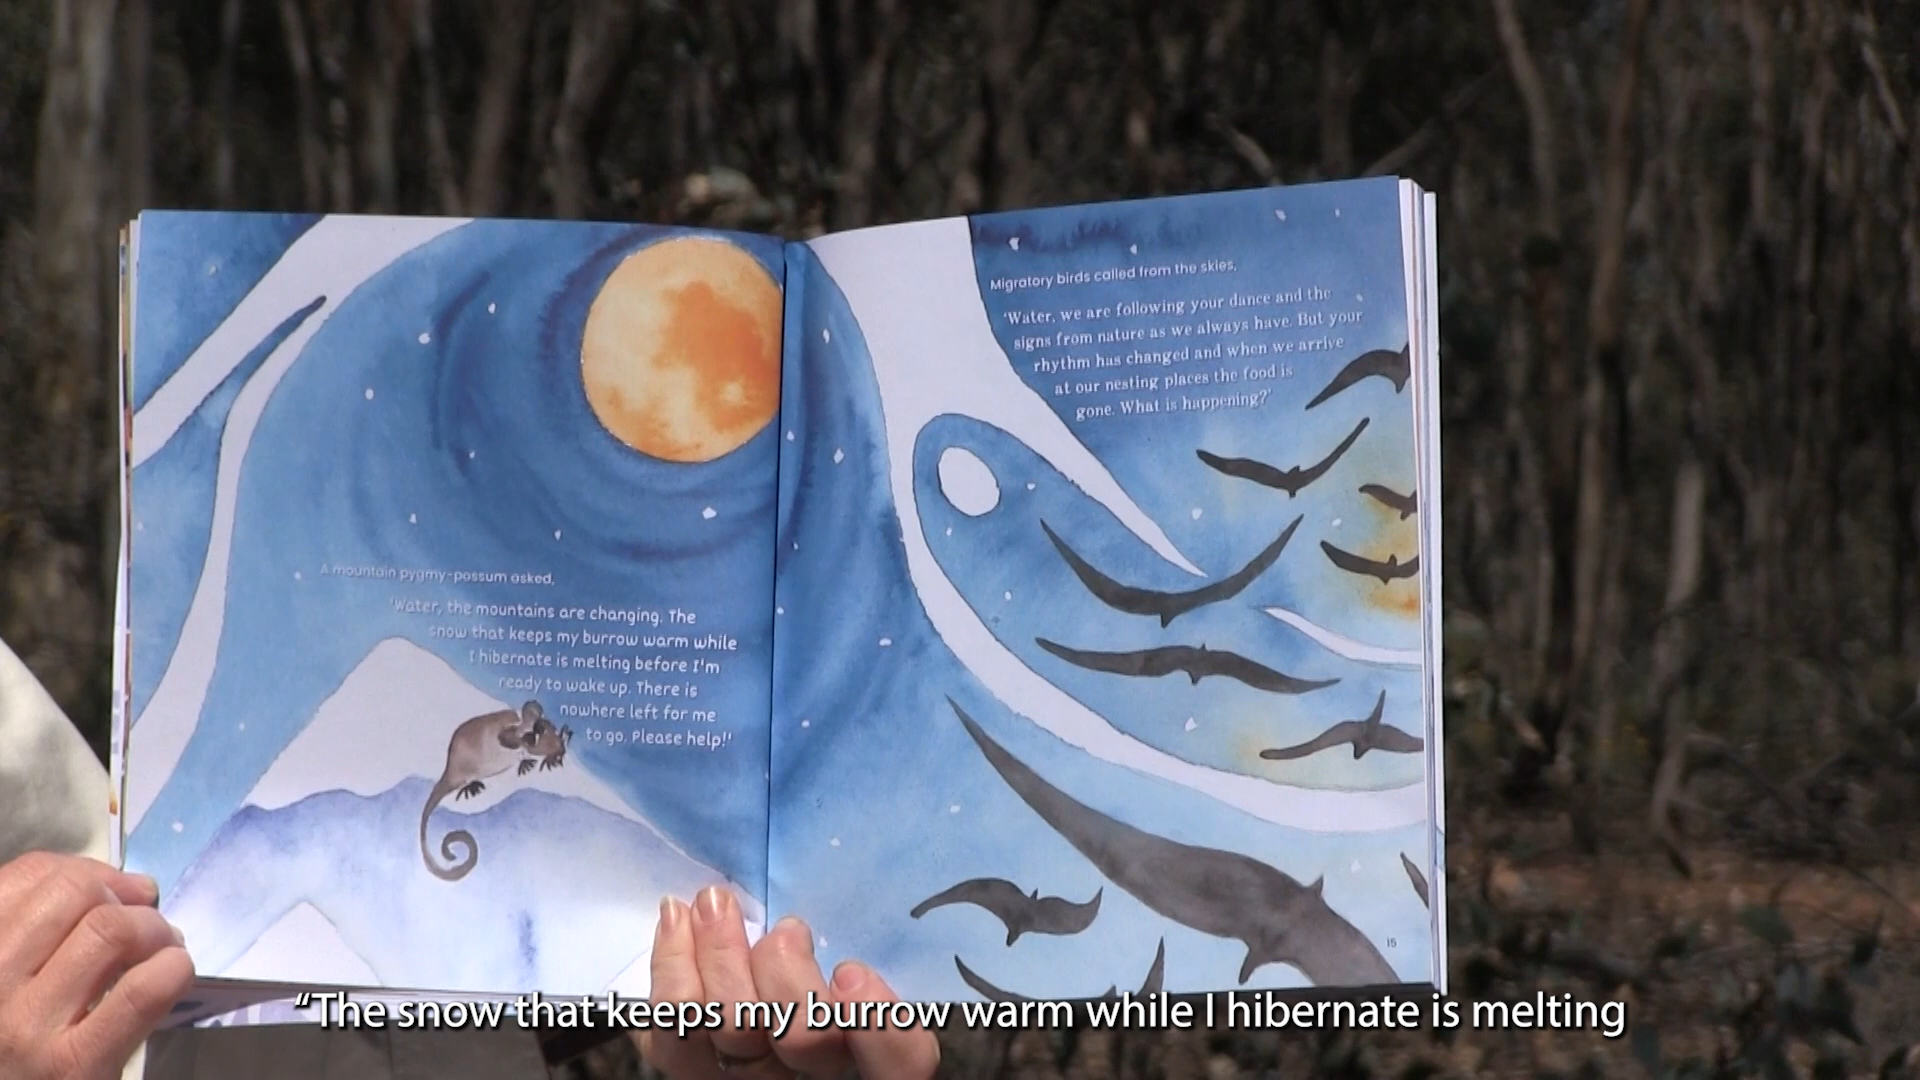 A mountain pygmy-possum asked,
'Water, the mountains are changing. The
snow that keeps my burrow warm while
I hibernate is melting before I'm
ready to wake up. There is
nowhere left for me
to go. Please help!'
Migratory birds called from the skies,
'Water, we are following your dance and the
signs from nature as we always have. But your
rhythm has changed and when we arrive
at our nesting places the food is
gone. What is happening?'
15
“The snow that keeps my burrow warm while I hibernate is melting